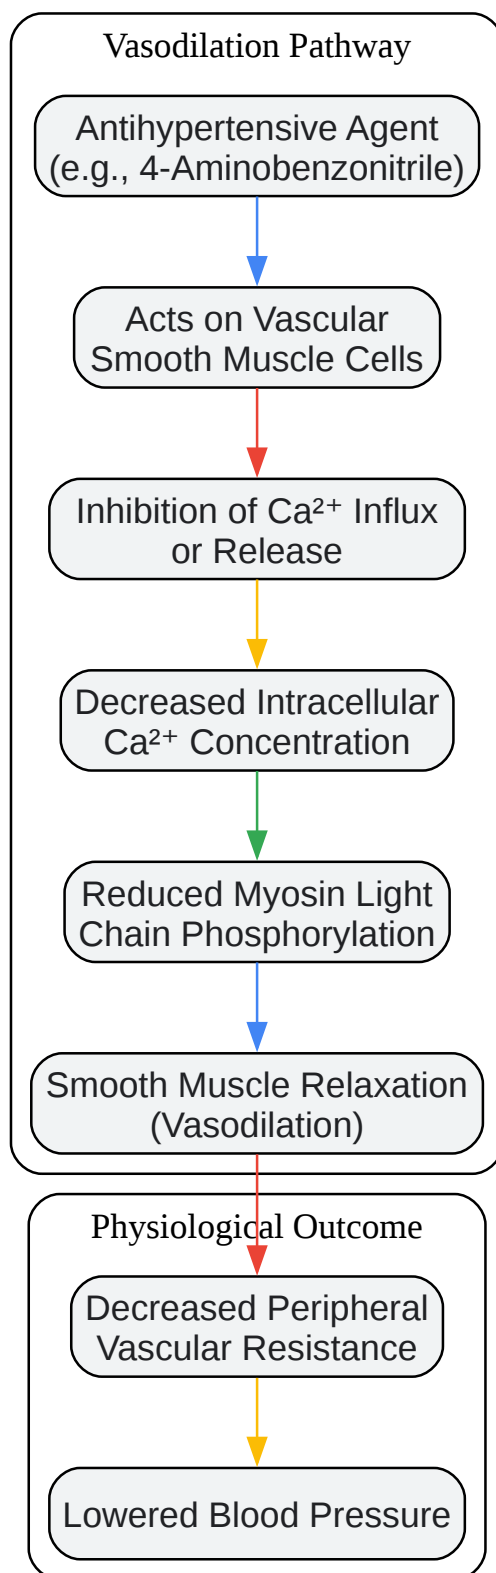 Vasodilation Pathway
Antihypertensive Agent
(e.g., 4-Aminobenzonitrile)
Acts on Vascular
Smooth Muscle Cells
Inhibition of Ca²⁺ Influx
or Release
Decreased Intracellular
Ca²⁺ Concentration
Reduced Myosin Light
Chain Phosphorylation
Smooth Muscle Relaxation
(Vasodilation)
Physiological Outcome
Decreased Peripheral
Vascular Resistance
Lowered Blood Pressure